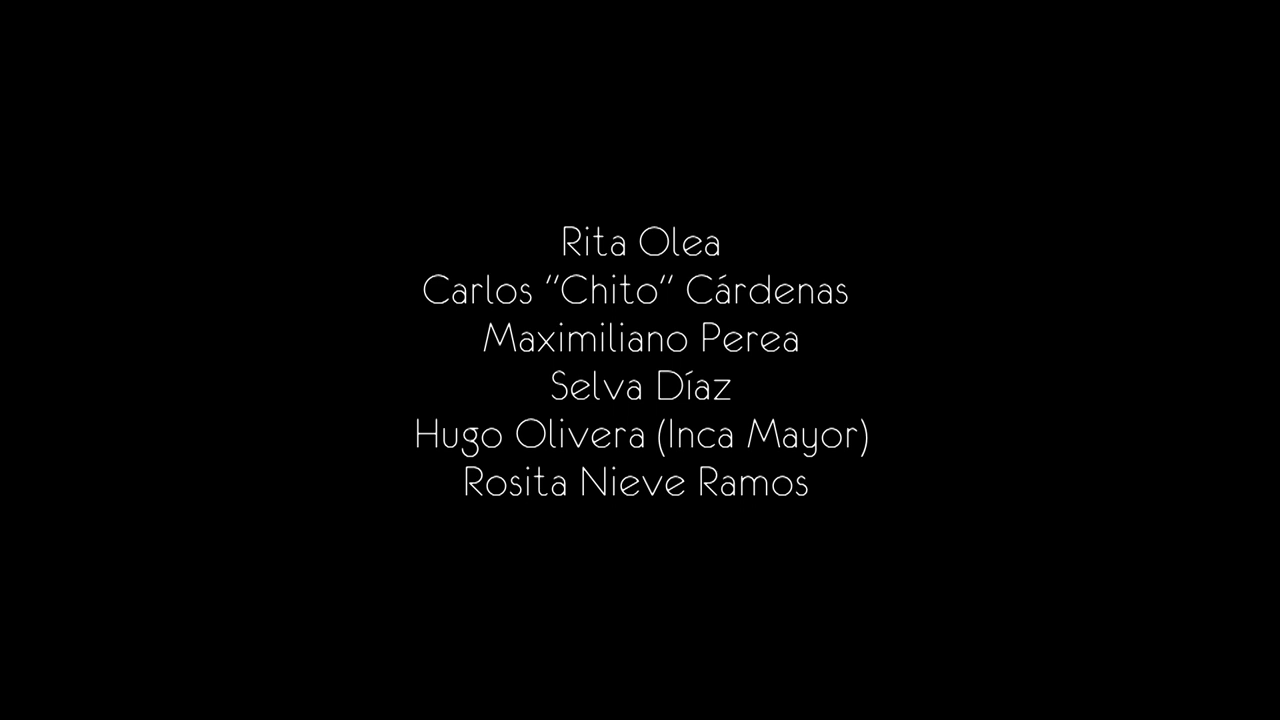 Rita Olea
Carlos "Chito" Cárdenas
Maximiliano Perea
Selva Díaz
Hugo Olivera (Inca Mayor)
Rosita Nieve Ramos